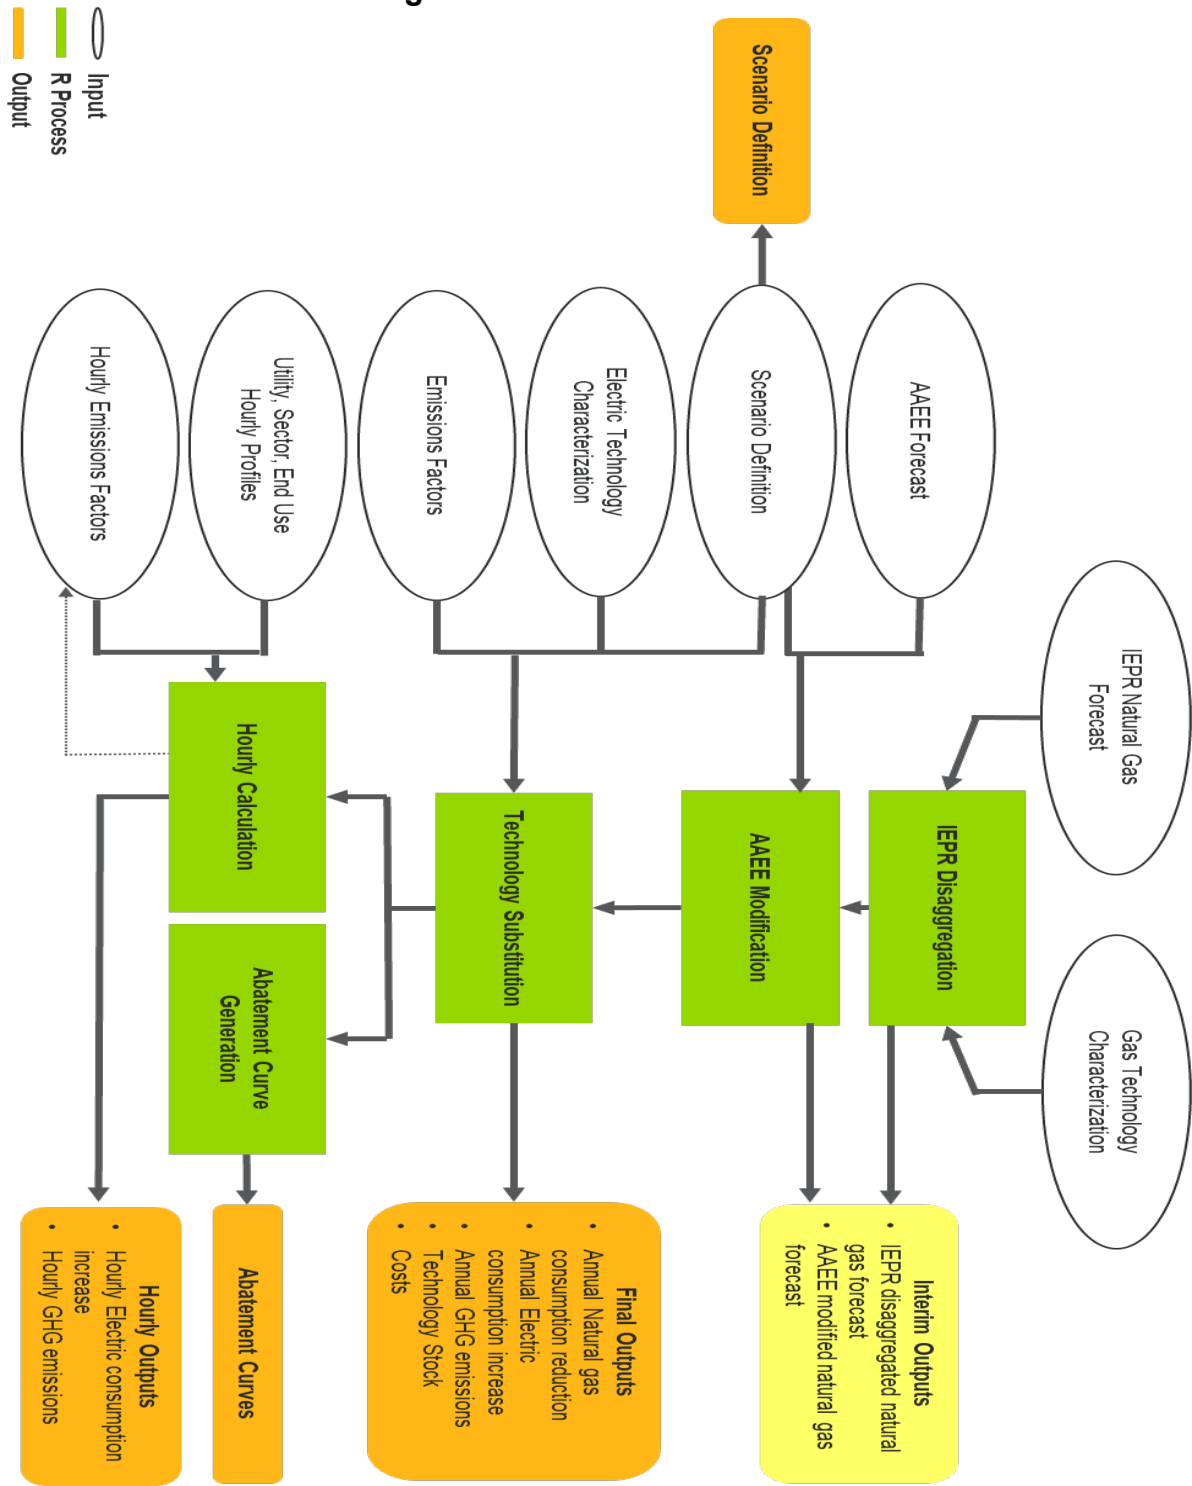 g
IEPR Natural Gas
Forecast
Gas Technology
Characterization
AAEE Forecast
IEPR Disaggregation
Interim Outputs
• IEPR disaggregated natural
gas forecast
• AAEE modified natural gas
forecast
Scenario Definition
Scenario Definition
AAEE Modification
Electric Technology
Characterization
Technology Substitution
Final Outputs
• Annual Natural gas
consumption reduction
• Annual Electric
consumption increase
• Annual GHG emissions
• Technology Stock
• Costs
Emissions Factors
Utility, Sector, End Use
Hourly Profiles
Hourly Calculation
Abatement Curve
Generation
Abatement Curves
Hourly Emissions Factors
Hourly Outputs
• Hourly Electric consumption
increase
• Hourly GHG emissions
Input
R Process
Output